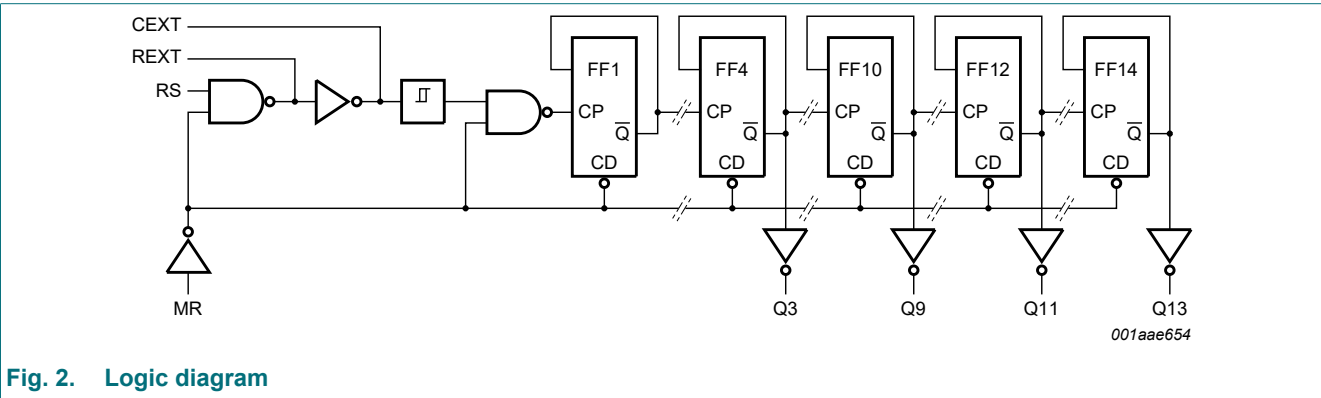 CEXT
REXT
RS
FF1 FF4 FF10 FF12 FF14
CP CP CP CP CP
Q Q Q Q Q
CD CD CD CD CD
MR Q3 Q9 Q11 Q13
001aae654
Fig. 2. Logic diagram